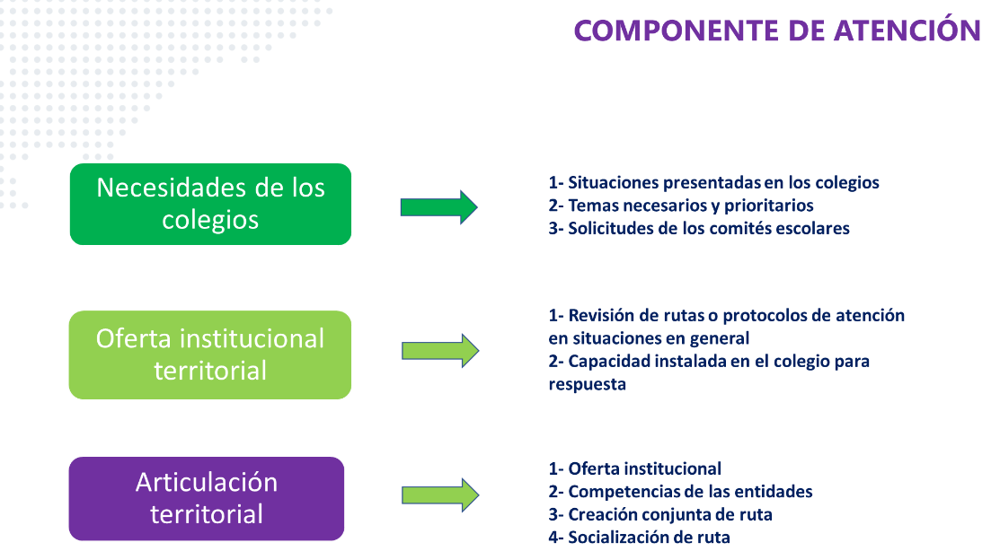 COMPONENTE DE ATENCIÓN
Necesidades de los
colegios
1- Situaciones presentadas en los colegios
2- Temas necesarios y prioritarios
3- Solicitudes de los comités escolares
Oferta institucional
territorial
1- Revisión de rutas o protocolos de atención
en situaciones en general
2- Capacidad instalada en el colegio para
respuesta
Articulación
territorial
1- Oferta institucional
2- Competencias de las entidades
3- Creación conjunta de ruta
4- Socialización de ruta